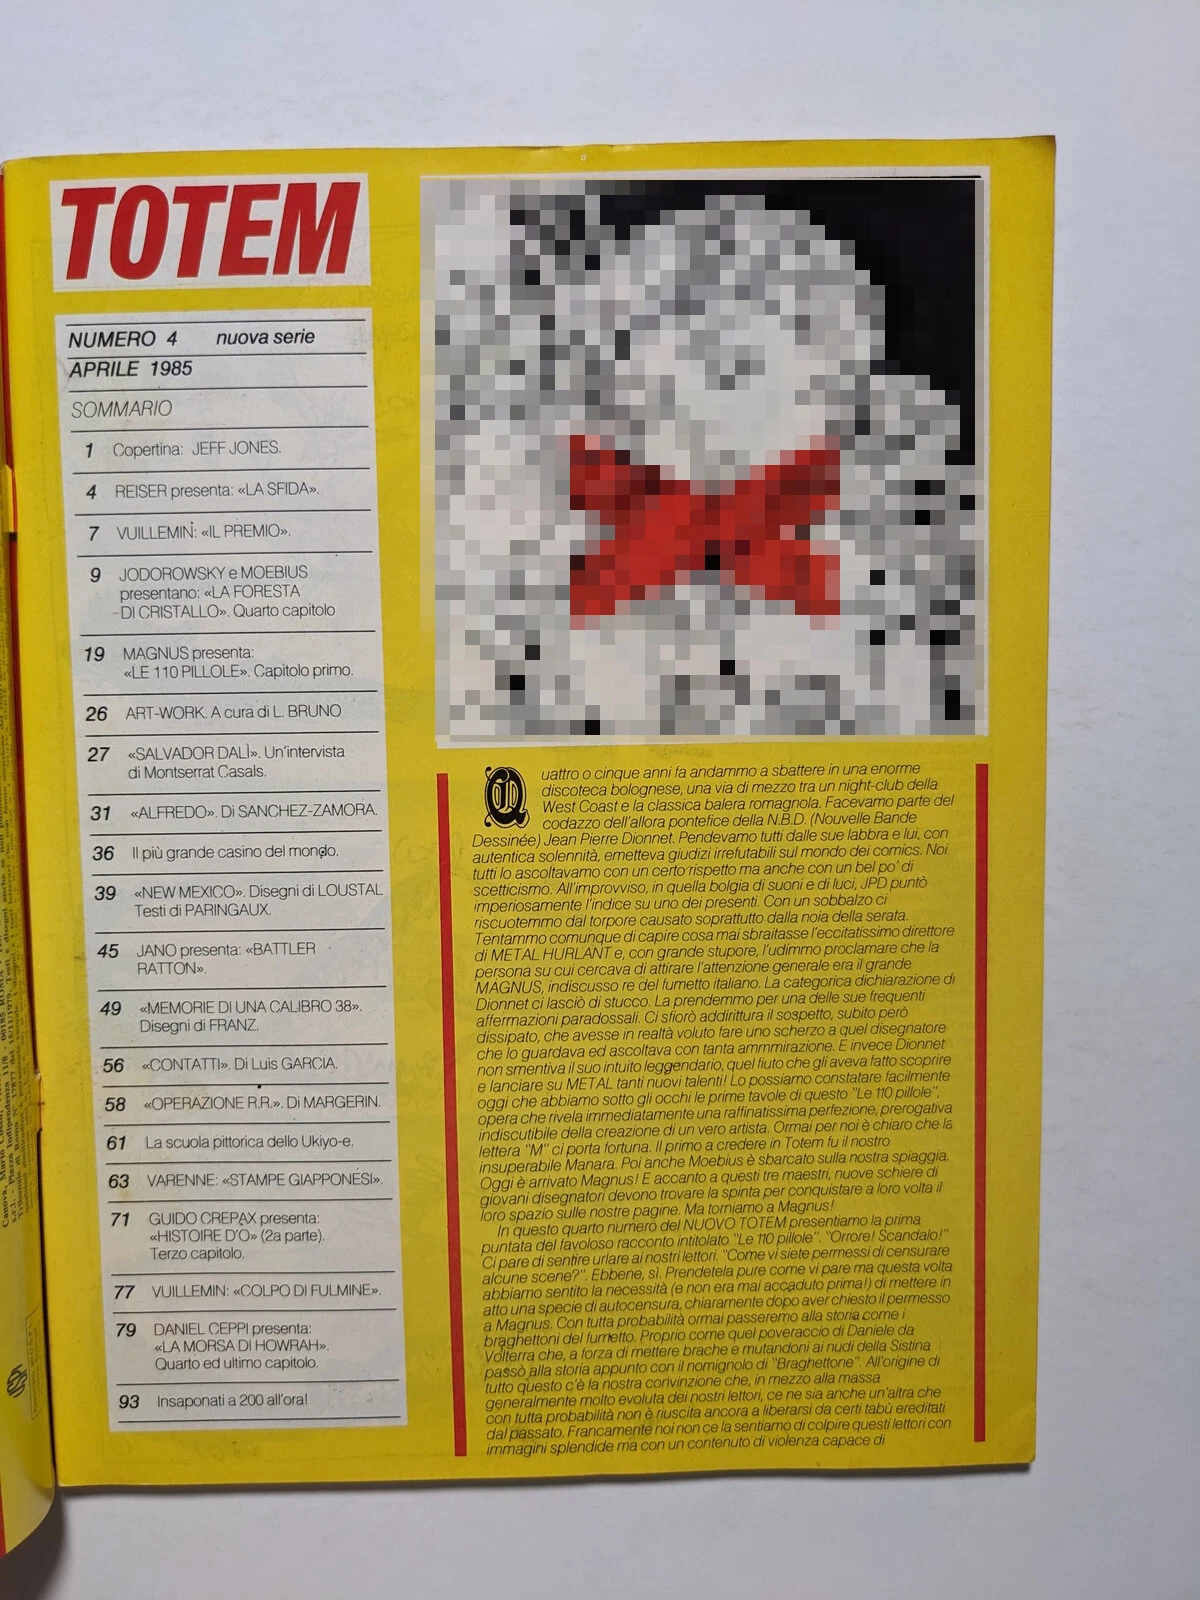 TOTEM
NUMERO 4 nuova serie
APRILE 1985
SOMMARIO
1 Copertina: JEFF JONES.
4 REISER presenta: «LA SFIDA».
7 VUILLEMIN: «IL PREMIO».
9 JODOROWSKY e MOEBIUS
presentano: «LA FORESTA
DI CRISTALLO». Quarto capitolo
19 MAGNUS presenta:
«LE 110 PILLOLE». Capitolo primo.
26 ART-WORK. A cura di L. BRUNO
27 «SALVADOR DALÌ». Un'intervista
di Montserrat Casals.
31 «ALFREDO». Di SANCHEZ-ZAMORA.
36 Il più grande casino del mondo.
39 «NEW MEXICO». Disegni di LOUSTAL
Testi di PARINGAUX.
45 JANO presenta: «BATTLER
RATTON».
49 «MEMORIE DI UNA CALIBRO 38».
Disegni di FRANZ.
56 «CONTATTI». Di Luis GARCIA.
58 «OPERAZIONE R.R.». Di MARGERIN.
61 La scuola pittorica dello Ukiyo-e.
63 VARENNE: «STAMPE GIAPPONESI».
71 GUIDO CREPAX presenta:
«HISTOIRE D'O» (2a parte).
Terzo capitolo.
77 VUILLEMIN: «COLPO DI FULMINE».
79 DANIEL CEPPI presenta:
«LA MORSA DI HOWRAH».
Quarto ed ultimo capitolo.
93 Insaponati a 200 all'ora!
Quattro o cinque anni fa andammo a sbattere in una enorme
discoteca bolognese, una via di mezzo tra un night-club della
West Coast e la classica balera romagnola. Facevamo parte del
codazzo dell'allora pontefice della N.B.D. (Nouvelle Bande
Dessinée) Jean Pierre Dionnet. Pendevamo tutti dalle sue labbra e lui, con
autentica solennità, emetteva giudizi irrefutabili sul mondo dei comics. Noi
tutti lo ascoltavamo con un certo rispetto ma anche con un bel po' di
scetticismo. All'improvviso, in quella bolgia di suoni e di luci, JPD puntò
imperiosamente l'indice su uno dei presenti. Con un sobbalzo ci
riscuotemmo dal torpore causato soprattutto dalla noia della serata.
Tentammo comunque di capire cosa mai sbraitasse l'eccitatissimo direttore
di METAL HURLANT e, con grande stupore, l'udimmo proclamare che la
persona su cui cercava di attirare l'attenzione generale era il grande
MAGNUS, indiscusso re del fumetto italiano. La categorica dichiarazione di
Dionnet ci lasciò di stucco. La prendemmo per una delle sue frequenti
affermazioni paradossali. Ci sfiorò addirittura il sospetto, subito però
dissipato, che avesse in realtà voluto fare uno scherzo a quel disegnatore
che lo guardava ed ascoltava con tanta ammmirazione. E invece Dionnet
non smentiva il suo intuito leggendario, quel fiuto che gli aveva fatto scoprire
e lanciare su METAL tanti nuovi talenti! Lo possiamo constatare facilmente
oggi che abbiamo sotto gli occhi le prime tavole di questo "Le 110 pillole",
opera che rivela immediatamente una raffinatissima perfezione, prerogativa
indiscutibile della creazione di un vero artista. Ormai per noi è chiaro che la
lettera "M" ci porta fortuna. Il primo a credere in Totem fu il nostro
insuperabile Manara. Poi anche Moebius è sbarcato sulla nostra spiaggia.
Oggi è arrivato Magnus! E accanto a questi tre maestri, nuove schiere di
giovani disegnatori devono trovare la spinta per conquistare a loro volta il
loro spazio sulle nostre pagine. Ma torniamo a Magnus!
In questo quarto numero del NUOVO TOTEM presentiamo la prima
puntata del favoloso racconto intitolato "Le 110 pillole". "Orrore! Scandalo!"
Ci pare di sentire urlare ai nostri lettori. "Come vi siete permessi di censurare
alcune scene?". Ebbene, sì. Prendetela pure come vi pare ma questa volta
abbiamo sentito la necessità (e non era mai accaduto prima!) di mettere in
atto una specie di autocensura, chiaramente dopo aver chiesto il permesso
a Magnus. Con tutta probabilità ormai passeremo alla storia come i
braghettoni del fumetto. Proprio come quel poveraccio di Daniele da
Volterra che, a forza di mettere brache e mutandoni ai nudi della Sistina
passò alla storia appunto con il nomignolo di "Braghettone". All'origine di
tutto questo c'è la nostra convinzione che, in mezzo alla massa
generalmente molto evoluta dei nostri lettori, ce ne sia anche un'altra che
con tutta probabilità non è riuscita ancora a liberarsi da certi tabù ereditati
dal passato. Francamente noi non ce la sentiamo di colpire questi lettori con
immagini splendide ma con un contenuto di violenza capace di